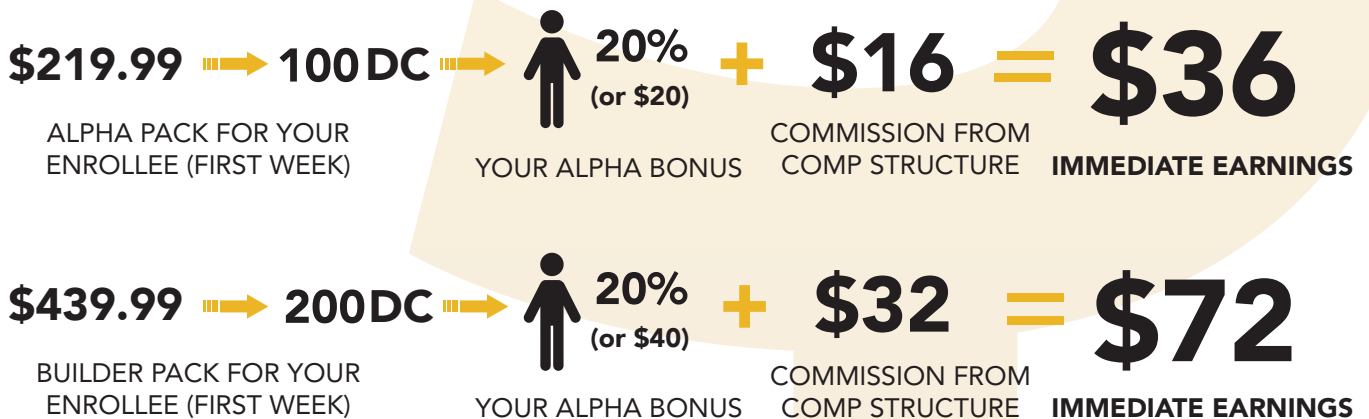 $219.99 100 DC 20% + $16 = $36
(or $20)
ALPHA PACK FOR YOUR
ENROLLEE (FIRST WEEK)
YOUR ALPHA BONUS
COMMISSION FROM
COMP STRUCTURE
IMMEDIATE EARNINGS
$439.99 200 DC 20% + $32 = $72
(or $40)
BUILDER PACK FOR YOUR
ENROLLEE (FIRST WEEK)
YOUR ALPHA BONUS
COMMISSION FROM
COMP STRUCTURE
IMMEDIATE EARNINGS